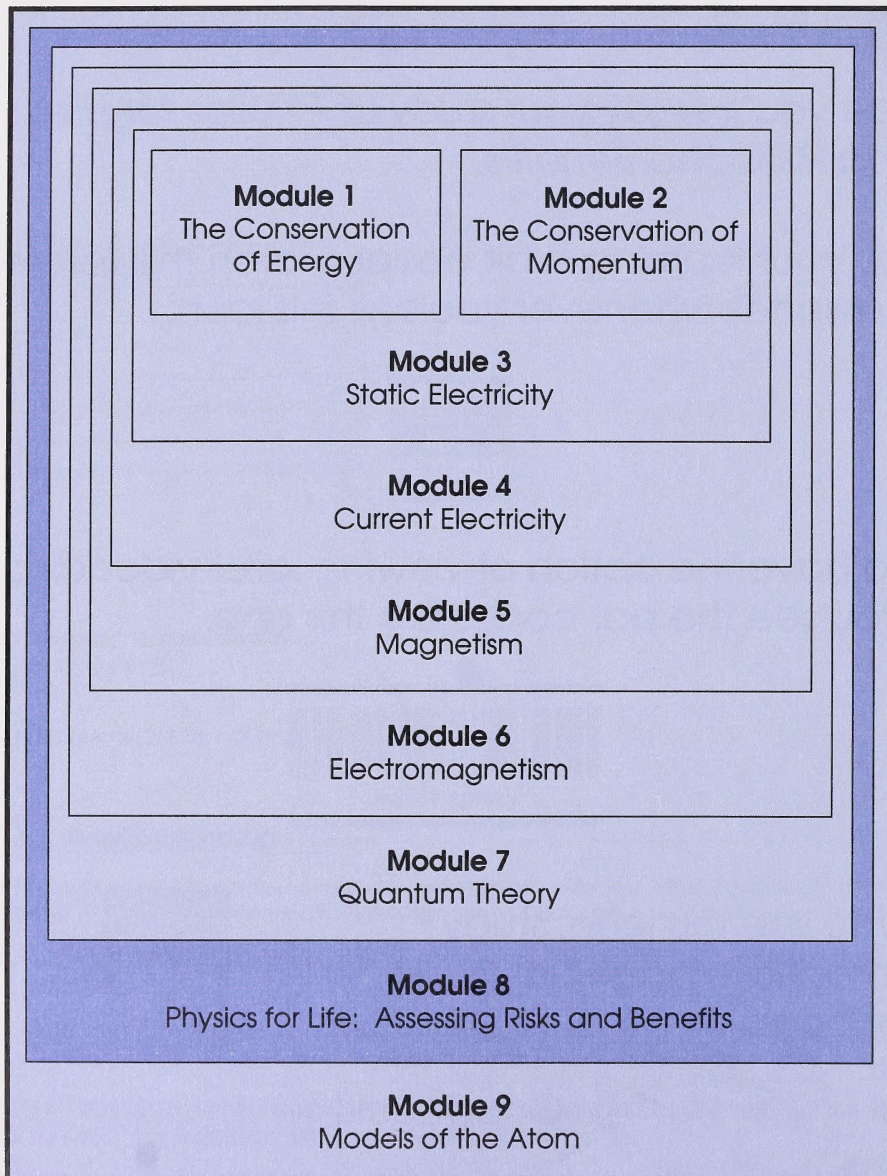 Module 1
The Conservation
of Energy
Module 2
The Conservation of
Momentum
Module 3
Static Electricity
Module 4
Current Electricity
Module 5
Magnetism
Module 6
Electromagnetism
Module 7
Quantum Theory
Module 8
Physics for Life: Assessing Risks and Benefits
Module 9
Models of the Atom